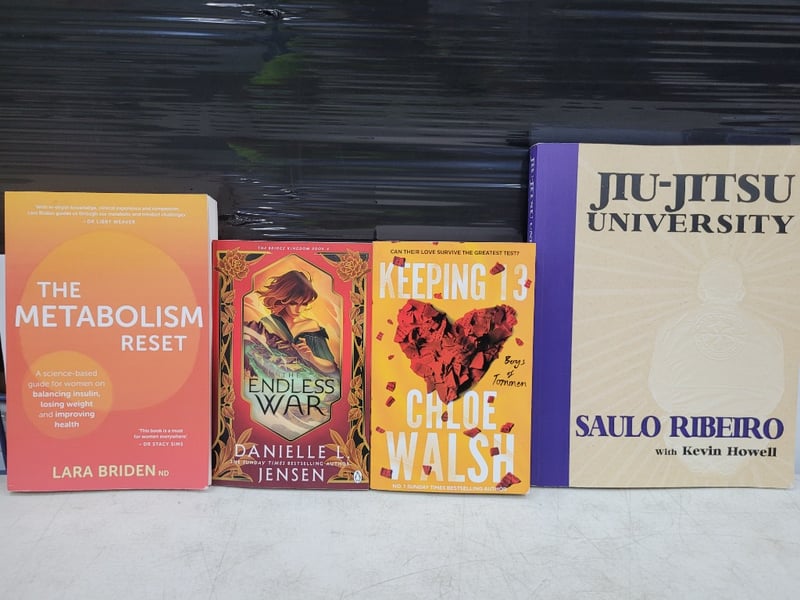 With in-depth knowledge, clinical experience and compassion,
Lara Briden guides us through our metabolic and mindset challenges
– DR LIBBY WEAVER
THE
METABOLISM
RESET
A science-based
guide for women on
balancing insulin,
losing weight
and improving
health
'This book is a must
for women everywhere'
– DR STACY SIMS
LARA BRIDEN ND
THE BRIDGE KINGDOM BOOK 4
THE
ENDLESS
WAR
DANIELLE L.
THE SUNDAY TIMES BESTSELLING AUTHOR
JENSEN
CAN THEIR LOVE SURVIVE THE GREATEST TEST?
KEEPING 13
Boys
of
Tommen
CHLOE
WALSH
NO. 1 SUNDAY TIMES BESTSELLING AUTHOR
JIU-JITSU
UNIVERSITY
SAULO RIBEIRO
with Kevin Howell